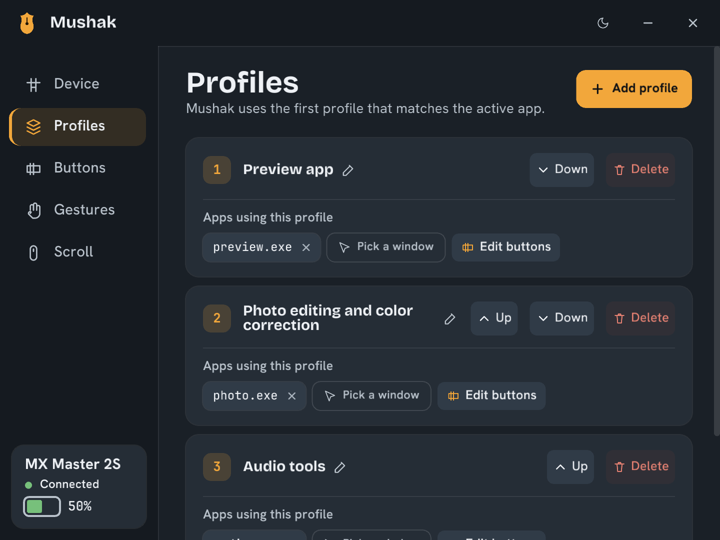 Mushak
Device
Profiles
Buttons
Gestures
Scroll
MX Master 2S
Connected
50%
Profiles
Mushak uses the first profile that matches the active app.
Add profile
1
Preview app
Down
Delete
Apps using this profile
preview.exe
Pick a window
Edit buttons
2
Photo editing and color
correction
Up
Down
Delete
Apps using this profile
photo.exe
Pick a window
Edit buttons
3
Audio tools
Up
Delete
Apps using this profile